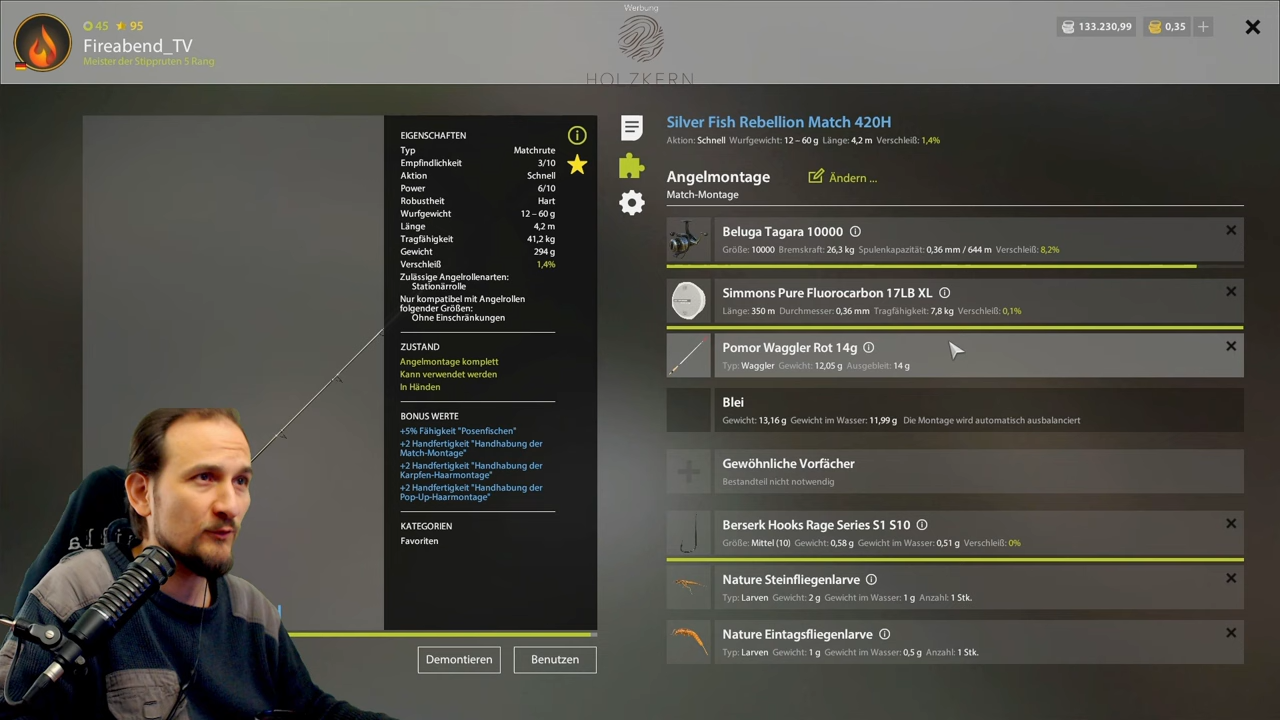 Werbung
HOLZKERN
45 95
Fireabend_TV
Meister der Stippruten 5 Rang
133.230,99
0,35
EIGENSCHAFTEN
Typ Matchrute
Empfindlichkeit 3/10
Aktion Schnell
Power 6/10
Robustheit Hart
Wurfgewicht 12 – 60 g
Länge 4,2 m
Tragfähigkeit 41,2 kg
Gewicht 294 g
Verschleiß 1,4%
Zulässige Angelrollenarten:
Stationärrolle
Nur kompatibel mit Angelrollen
folgender Größen:
Ohne Einschränkungen
ZUSTAND
Angelmontage komplett
Kann verwendet werden
In Händen
BONUS WERTE
+5% Fähigkeit "Posenfischen"
+2 Handfertigkeit "Handhabung der
Match-Montage"
+2 Handfertigkeit "Handhabung der
Karpfen-Haarmontage"
+2 Handfertigkeit "Handhabung der
Pop-Up-Haarmontage"
KATEGORIEN
Favoriten
Demontieren
Benutzen
Silver Fish Rebellion Match 420H
Aktion: Schnell Wurfgewicht: 12 – 60 g Länge: 4,2 m Verschleiß: 1,4%
Angelmontage Ändern ...
Match-Montage
Beluga Tagara 10000
Größe: 10000 Bremskraft: 26,3 kg Spulenkapazität: 0,36 mm / 644 m Verschleiß: 8,2%
Simmons Pure Fluorocarbon 17LB XL
Länge: 350 m Durchmesser: 0,36 mm Tragfähigkeit: 7,8 kg Verschleiß: 0,1%
Pomor Waggler Rot 14g
Typ: Waggler Gewicht: 12,05 g Ausgebleit: 14 g
Blei
Gewicht: 13,16 g Gewicht im Wasser: 11,99 g Die Montage wird automatisch ausbalanciert
Gewöhnliche Vorfächer
Bestandteil nicht notwendig
Berserk Hooks Rage Series S1 S10
Größe: Mittel (10) Gewicht: 0,58 g Gewicht im Wasser: 0,51 g Verschleiß: 0%
Nature Steinfliegenlarve
Typ: Larven Gewicht: 2 g Gewicht im Wasser: 1 g Anzahl: 1 Stk.
Nature Eintagsfliegenlarve
Typ: Larven Gewicht: 1 g Gewicht im Wasser: 0,5 g Anzahl: 1 Stk.